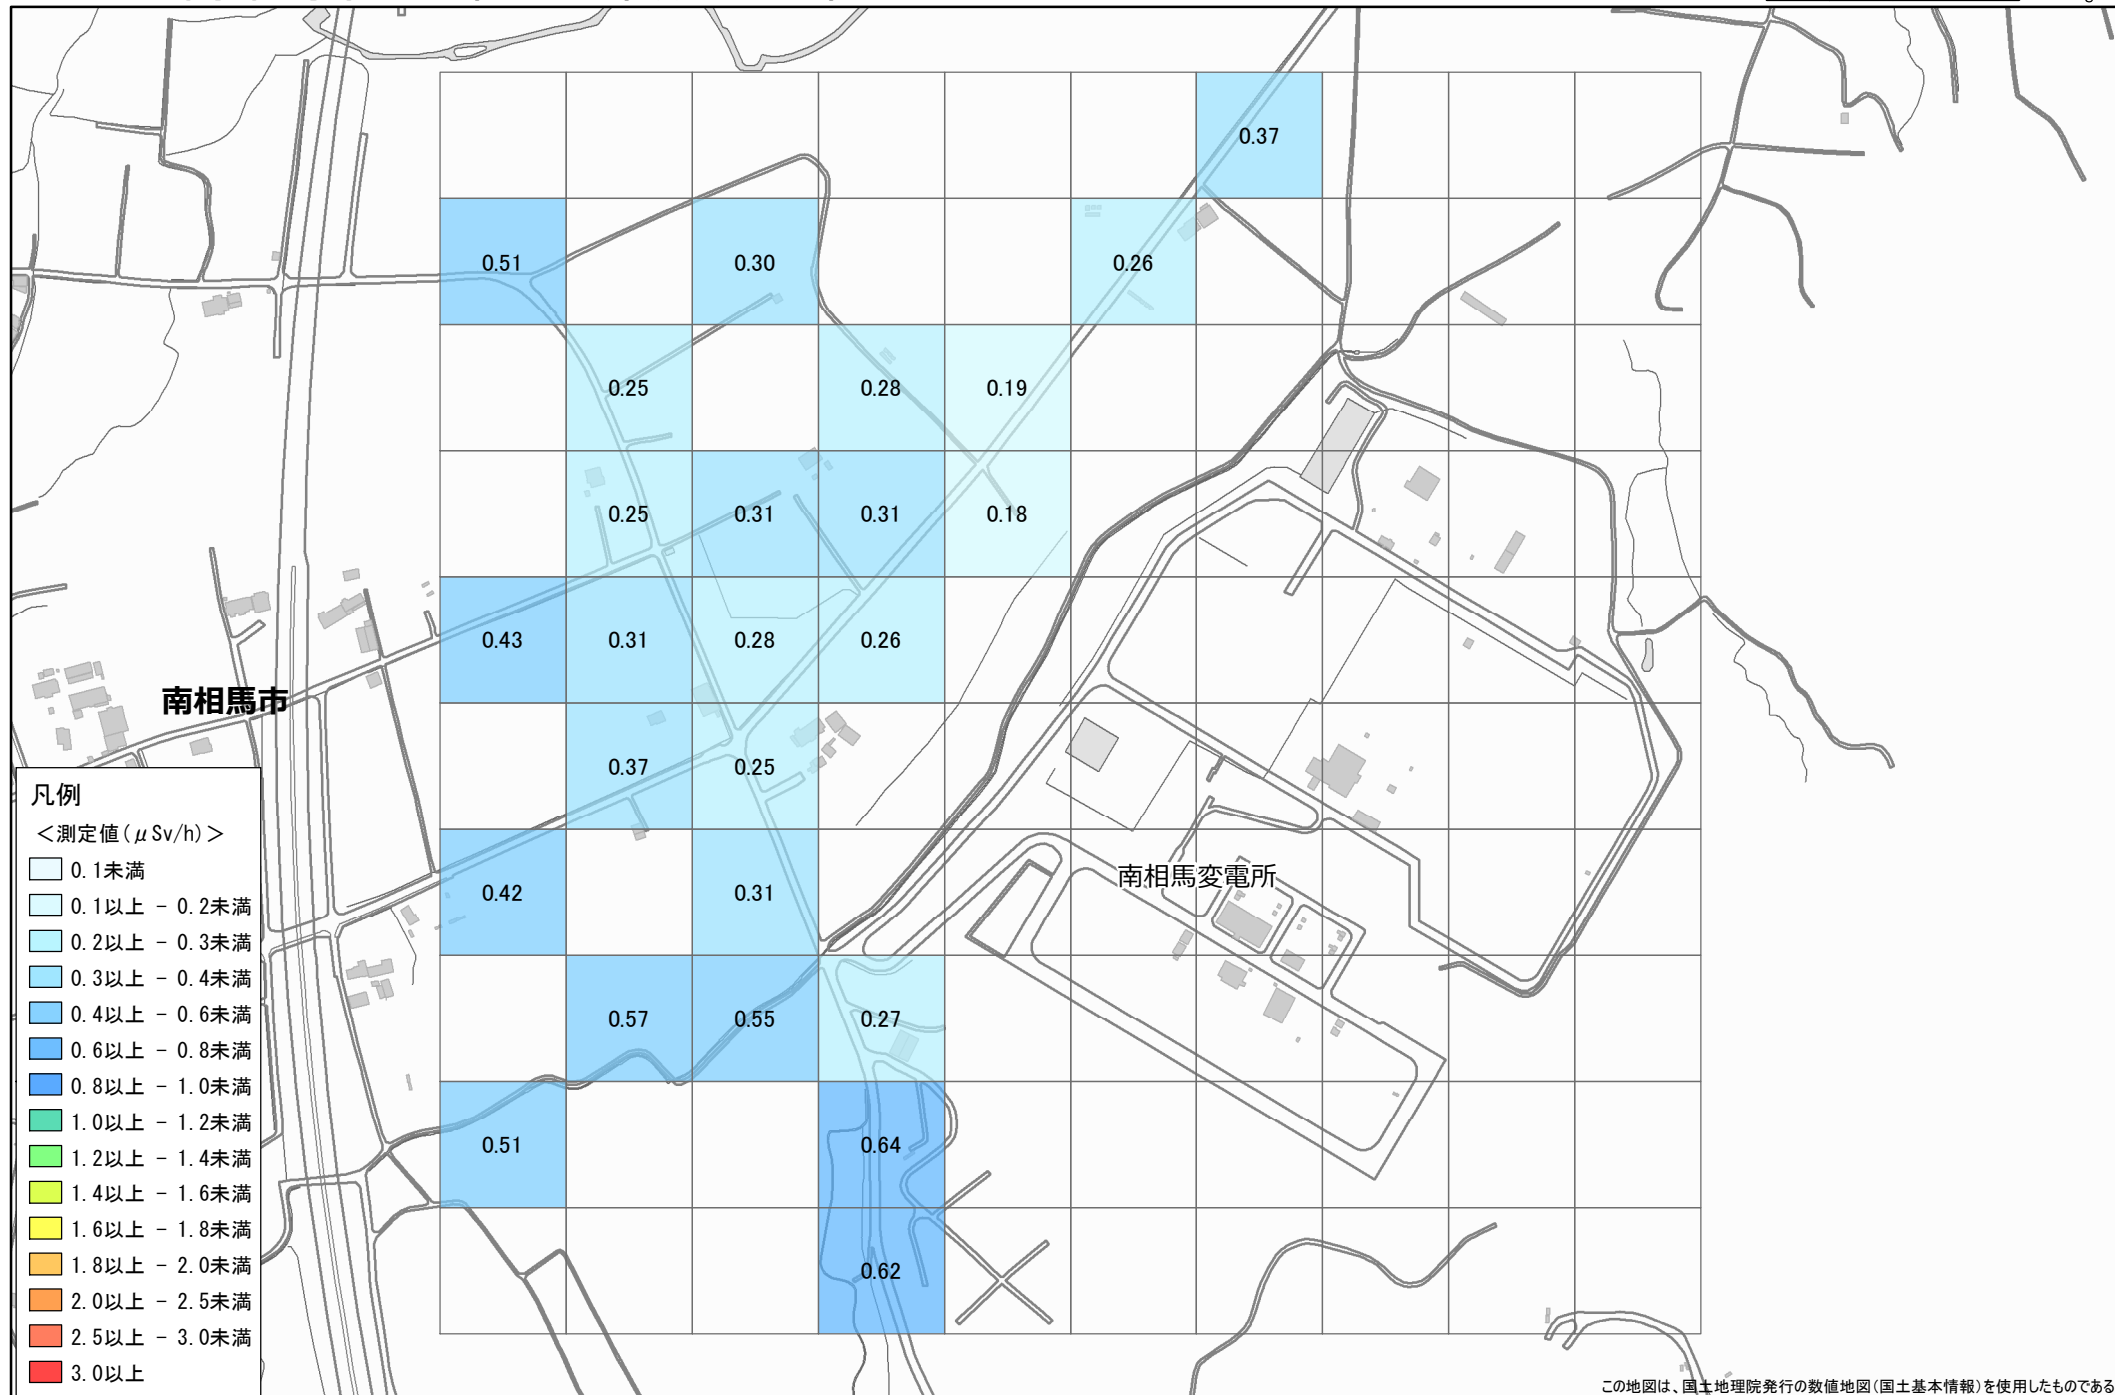 0.37
0.51
0.30
0.26
0.25
0.28
0.19
0.25
0.31
0.31
0.18
0.43
0.31
0.28
0.26
南相馬市
0.37
0.25
0.42
0.31
南相馬変電所
0.57
0.55
0.27
0.51
0.64
0.62
凡例
＜測定値(μSv/h)＞
0.1未満
0.1以上 - 0.2未満
0.2以上 - 0.3未満
0.3以上 - 0.4未満
0.4以上 - 0.6未満
0.6以上 - 0.8未満
0.8以上 - 1.0未満
1.0以上 - 1.2未満
1.2以上 - 1.4未満
1.4以上 - 1.6未満
1.6以上 - 1.8未満
1.8以上 - 2.0未満
2.0以上 - 2.5未満
2.5以上 - 3.0未満
3.0以上
この地図は、国土地理院発行の数値地図(国土基本情報)を使用したものである